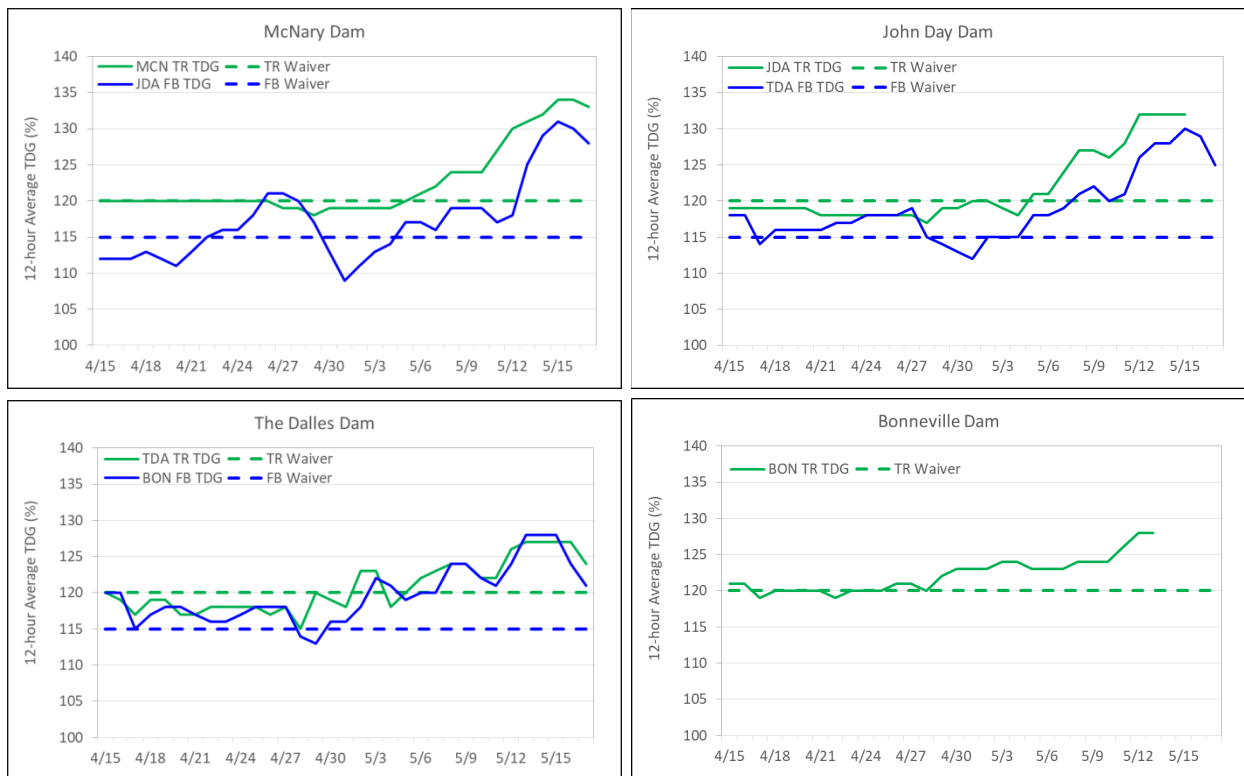 McNary Dam
MCN TR TDG TR Waiver
JDA FB TDG FB Waiver
12-hour Average TDG (%)
140
135
130
125
120
115
110
105
100
4/15 4/18 4/21 4/24 4/27 4/30 5/3 5/6 5/9 5/12 5/15
John Day Dam
JDA TR TDG TR Waiver
TDA FB TDG FB Waiver
12-hour Average TDG (%)
140
135
130
125
120
115
110
105
100
4/15 4/18 4/21 4/24 4/27 4/30 5/3 5/6 5/9 5/12 5/15
The Dalles Dam
TDA TR TDG TR Waiver
BON FB TDG FB Waiver
12-hour Average TDG (%)
140
135
130
125
120
115
110
105
100
4/15 4/18 4/21 4/24 4/27 4/30 5/3 5/6 5/9 5/12 5/15
Bonneville Dam
BON TR TDG TR Waiver
12-hour Average TDG (%)
140
135
130
125
120
115
110
105
100
4/15 4/18 4/21 4/24 4/27 4/30 5/3 5/6 5/9 5/12 5/15